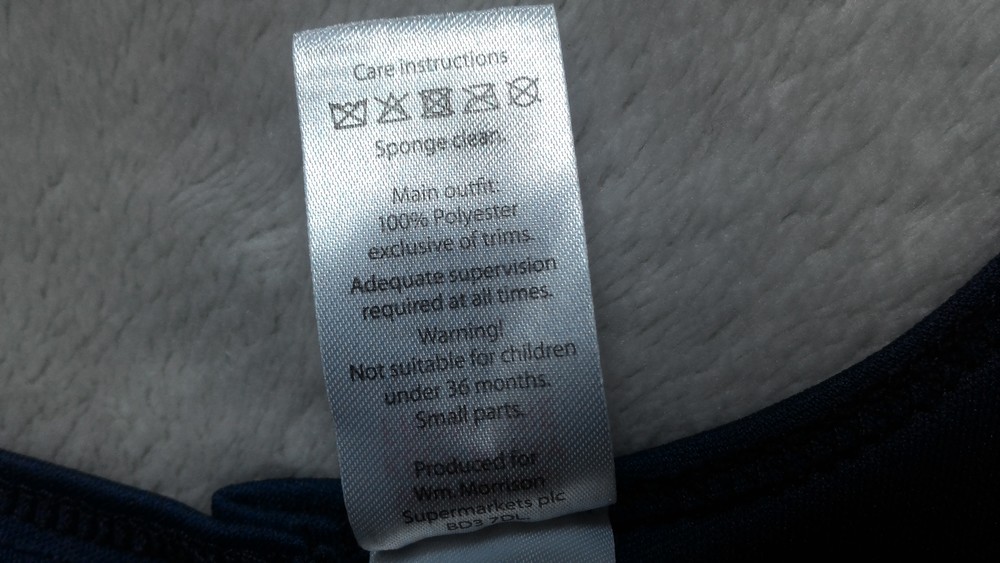 Care instructions
Sponge clean.
Main outfit:
100% Polyester
exclusive of trims.
Adequate supervision
required at all times.
Warning!
Not suitable for children
under 36 months.
Small parts.
Produced for
Wm. Morrison
Supermarkets plc
BD3 7DL.